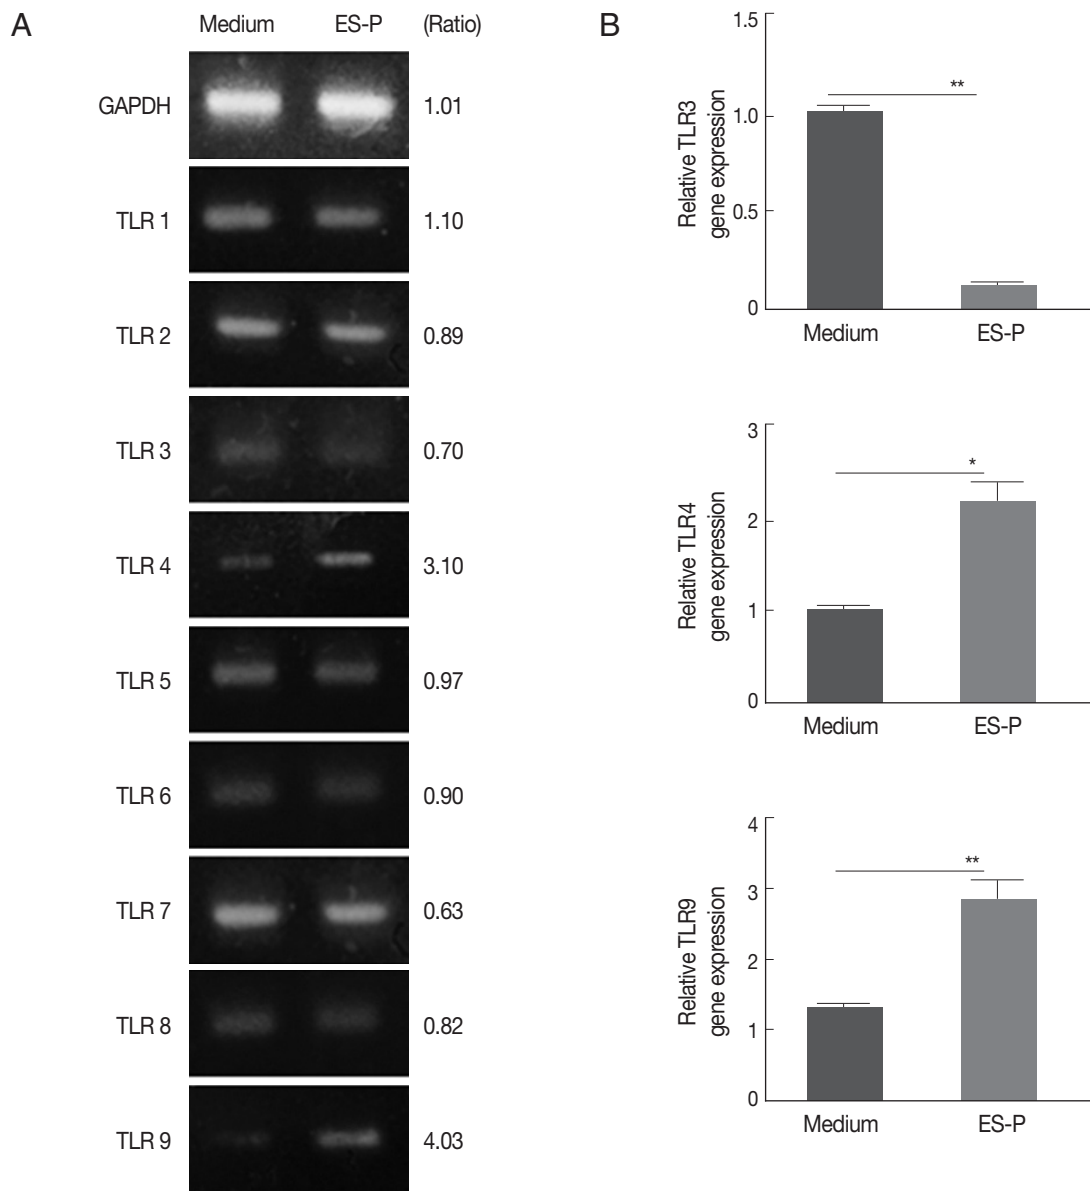 A
Medium ES-P (Ratio)
GAPDH 1.01
TLR 1 1.10
TLR 2 0.89
TLR 3 0.70
TLR 4 3.10
TLR 5 0.97
TLR 6 0.90
TLR 7 0.63
TLR 8 0.82
TLR 9 4.03
B
Relative TLR3
gene expression
1.5
1.0
0.5
0
**
Medium ES-P
Relative TLR4
gene expression
3
2
1
0
*
Medium ES-P
Relative TLR9
gene expression
4
3
2
1
0
**
Medium ES-P